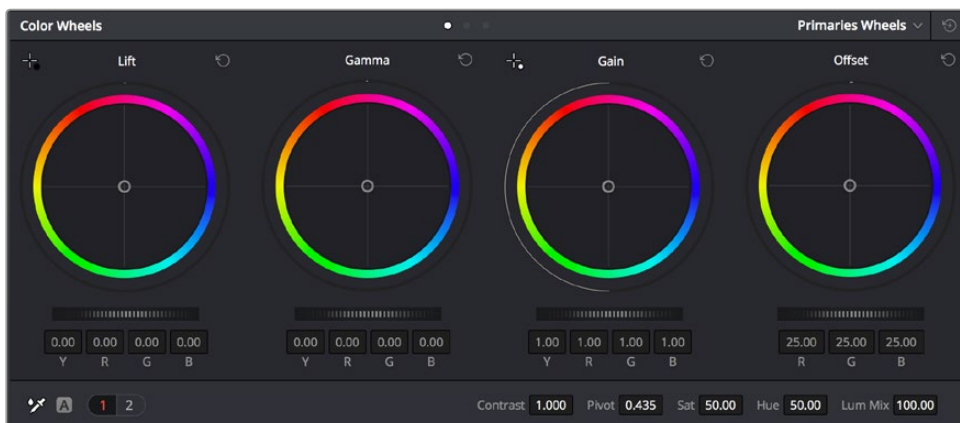 Color Wheels Primaries Wheels
Lift Gamma Gain Offset
0.00 0.00 0.00 0.00 0.00 0.00 0.00 0.00 1.00 1.00 1.00 1.00 25.00 25.00 25.00
Y R G B Y R G B Y R G B R G B
A 1 2 Contrast 1.000 Pivot 0.435 Sat 50.00 Hue 50.00 Lum Mix 100.00